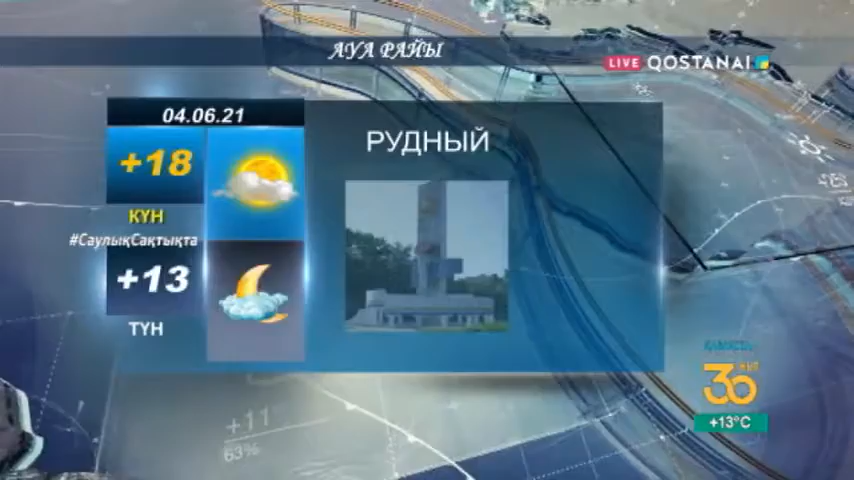 АУА РАЙЫ
LIVE QOSTANAI
04.06.21
РУДНЫЙ
+18
КҮН
#СаулықСақтықта
+13
ТҮН
30
+13°C
+11
63%